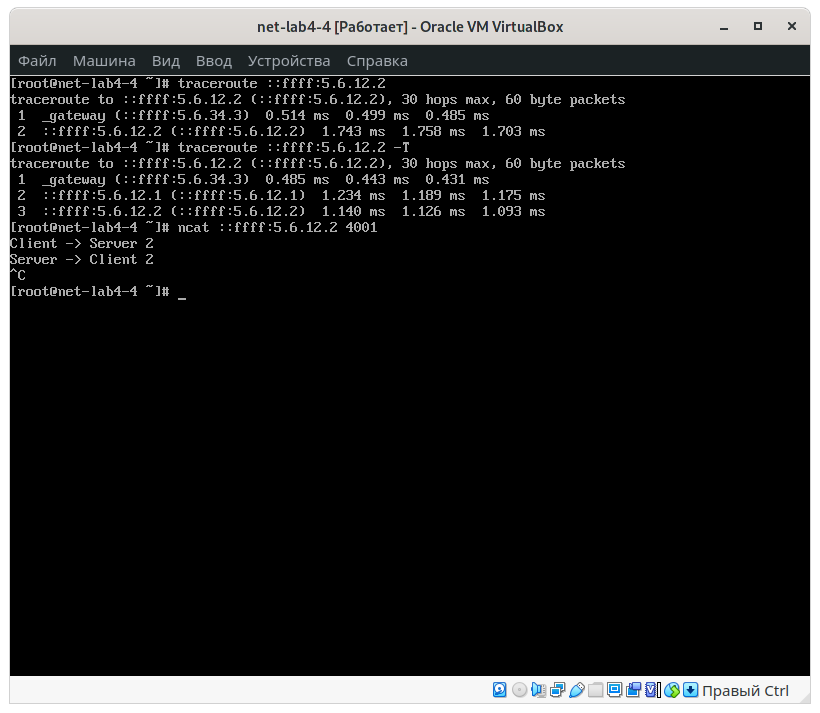 net-lab4-4 [Работает] - Oracle VM VirtualBox
Файл Машина Вид Ввод Устройства Справка
[root@net-lab4-4 ~]# traceroute ::ffff:5.6.12.2
traceroute to ::ffff:5.6.12.2 (::ffff:5.6.12.2), 30 hops max, 60 byte packets
 1  _gateway (::ffff:5.6.34.3)  0.514 ms  0.499 ms  0.485 ms
 2  ::ffff:5.6.12.2 (::ffff:5.6.12.2)  1.743 ms  1.758 ms  1.703 ms
[root@net-lab4-4 ~]# traceroute ::ffff:5.6.12.2 -T
traceroute to ::ffff:5.6.12.2 (::ffff:5.6.12.2), 30 hops max, 60 byte packets
 1  _gateway (::ffff:5.6.34.3)  0.485 ms  0.443 ms  0.431 ms
 2  ::ffff:5.6.12.1 (::ffff:5.6.12.1)  1.234 ms  1.189 ms  1.175 ms
 3  ::ffff:5.6.12.2 (::ffff:5.6.12.2)  1.140 ms  1.126 ms  1.093 ms
[root@net-lab4-4 ~]# ncat ::ffff:5.6.12.2 4001
Client -> Server 2
Server -> Client 2
^C
[root@net-lab4-4 ~]# _
Правый Ctrl